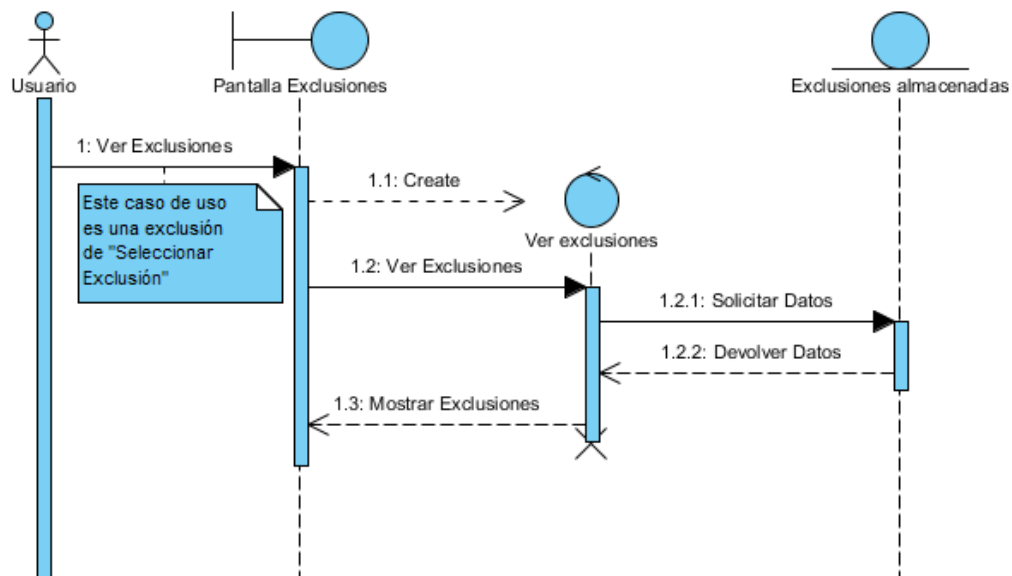 Usuario
Pantalla Exclusiones
Exclusiones almacenadas
1: Ver Exclusiones
Este caso de uso
es una exclusión
de "Seleccionar
Exclusión"
1.1: Create
Ver exclusiones
1.2: Ver Exclusiones
1.2.1: Solicitar Datos
1.2.2: Devolver Datos
1.3: Mostrar Exclusiones